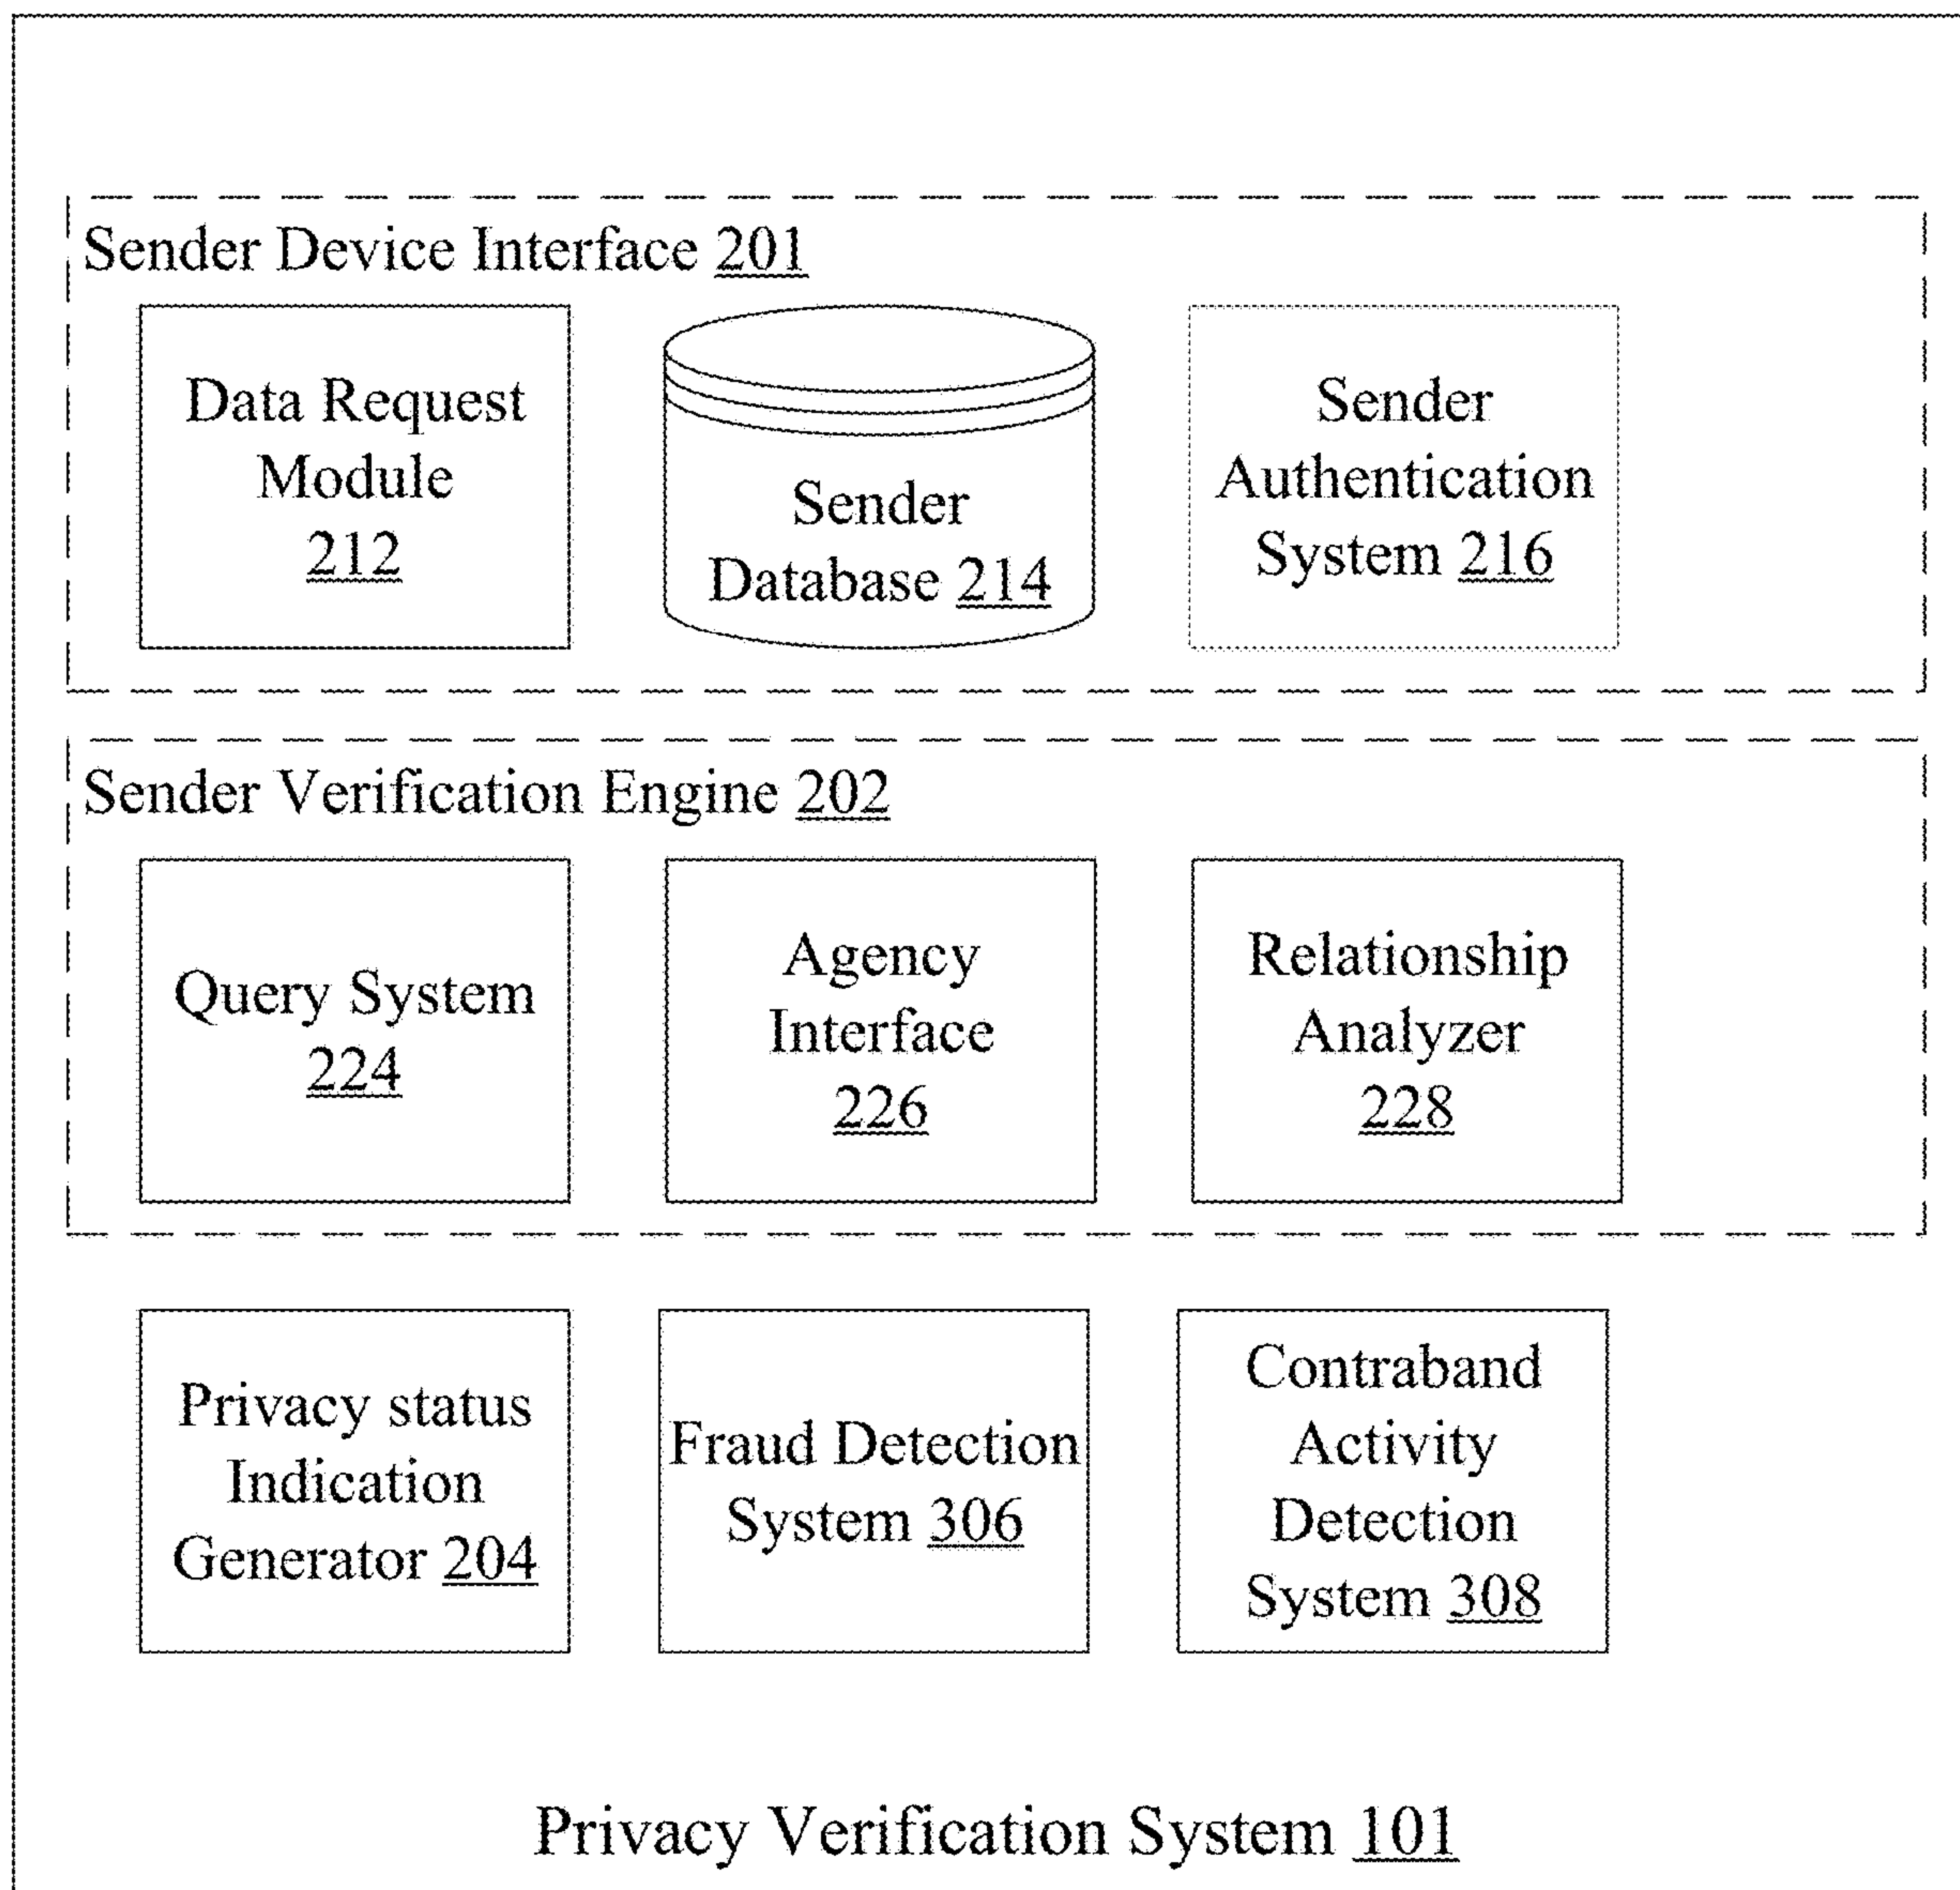 Sender Device Interface 201
Data Request
Module
212
Sender
Database 214
Sender
Authentication
System 216
Sender Verification Engine 202
Query System
224
Agency
Interface
226
Relationship
Analyzer
228
Privacy status
Indication
Generator 204
Fraud Detection
System 306
Contraband
Activity
Detection
System 308
Privacy Verification System 101